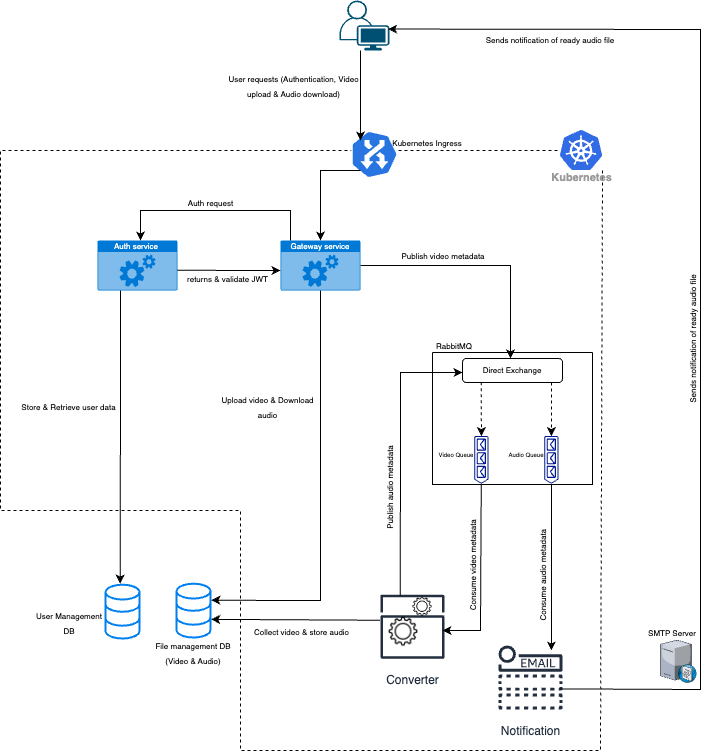 Sends notification of ready audio file
User requests (Authentication, Video
upload & Audio download)
Kubernetes Ingress
Kubernetes
Auth request
Auth service
Gateway service
returns & validate JWT
Publish video metadata
Sends notification of ready audio file
RabbitMQ
Direct Exchange
Store & Retrieve user data
Upload video & Download
audio
Video Queue
Audio Queue
Publish audio metadata
Consume video metadata
Consume audio metadata
User Management
DB
File management DB
(Video & Audio)
Collect video & store audio
SMTP Server
EMAIL
Converter
Notification